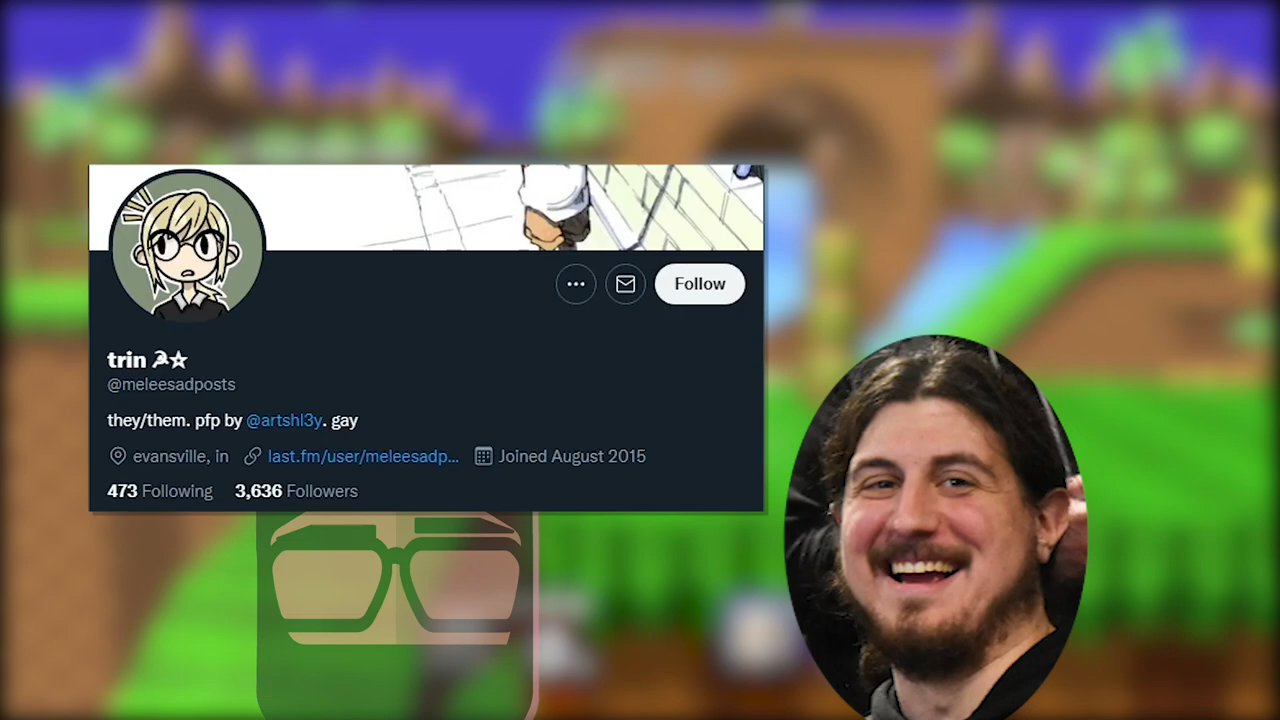 Follow
trin ☭☆
@meleesadposts
they/them. pfp by @artshl3y. gay
evansville, in last.fm/user/meleesadp... Joined August 2015
473 Following 3,636 Followers